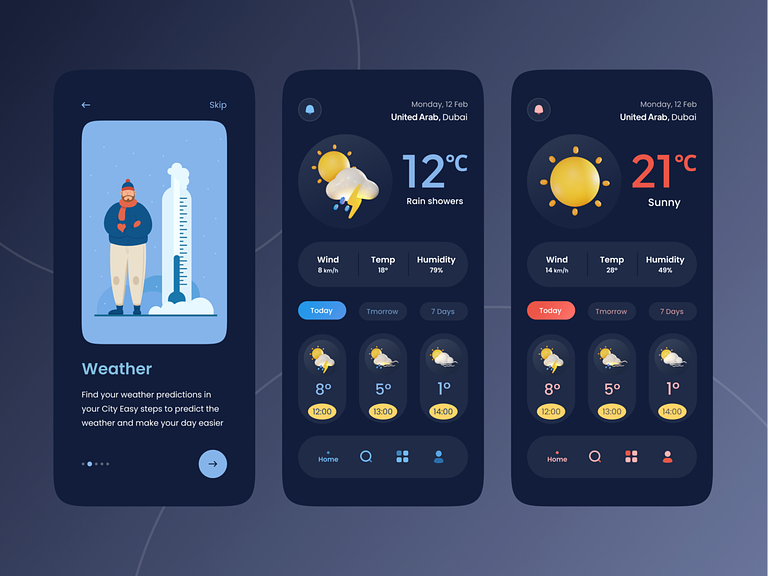 Skip
Weather
Find your weather predictions in
your City Easy steps to predict the
weather and make your day easier
Monday, 12 Feb
United Arab, Dubai
12°C
Rain showers
Wind Temp Humidity
8 km/h 18° 79%
Today Tmorrow 7 Days
8° 5° 1°
12:00 13:00 14:00
Home
Monday, 12 Feb
United Arab, Dubai
21°C
Sunny
Wind Temp Humidity
14 km/h 28° 49%
Today Tmorrow 7 Days
8° 5° 1°
12:00 13:00 14:00
Home